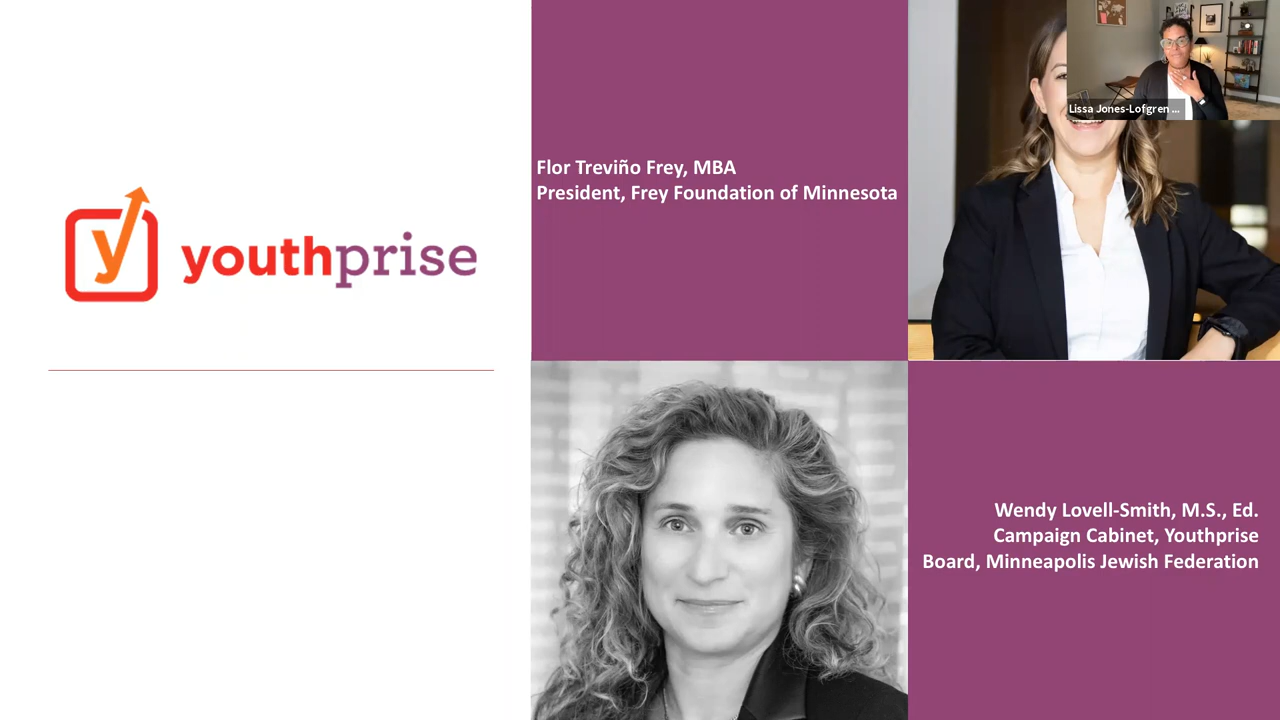 youthprise
Flor Treviño Frey, MBA
President, Frey Foundation of Minnesota
Lissa Jones-Lofgren ...
Wendy Lovell-Smith, M.S., Ed.
Campaign Cabinet, Youthprise
Board, Minneapolis Jewish Federation